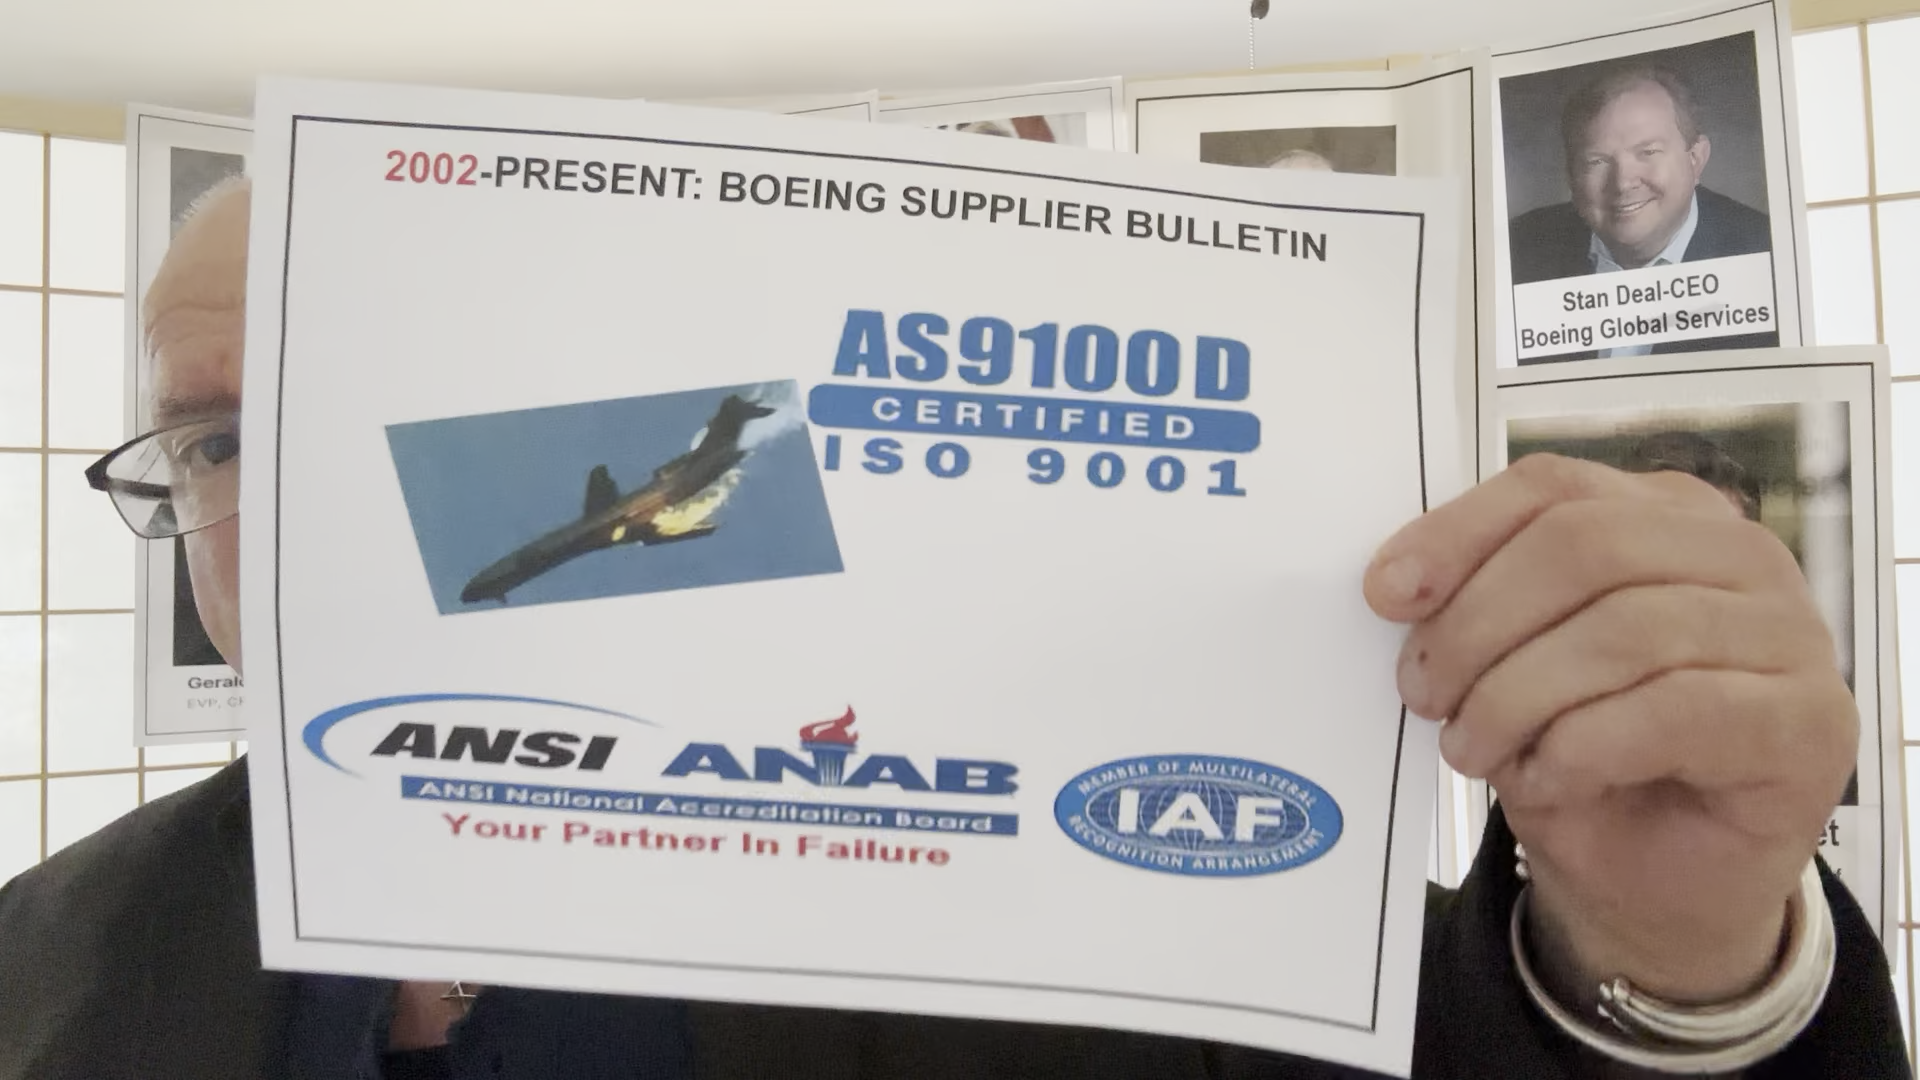 2002-PRESENT: BOEING SUPPLIER BULLETIN
AS9100D
CERTIFIED
ISO 9001
ANSI ANAB
ANSI National Accreditation Board
Your Partner In Failure
MEMBER OF MULTILATERAL
IAF
RECOGNITION ARRANGEMENT
Stan Deal-CEO
Boeing Global Services